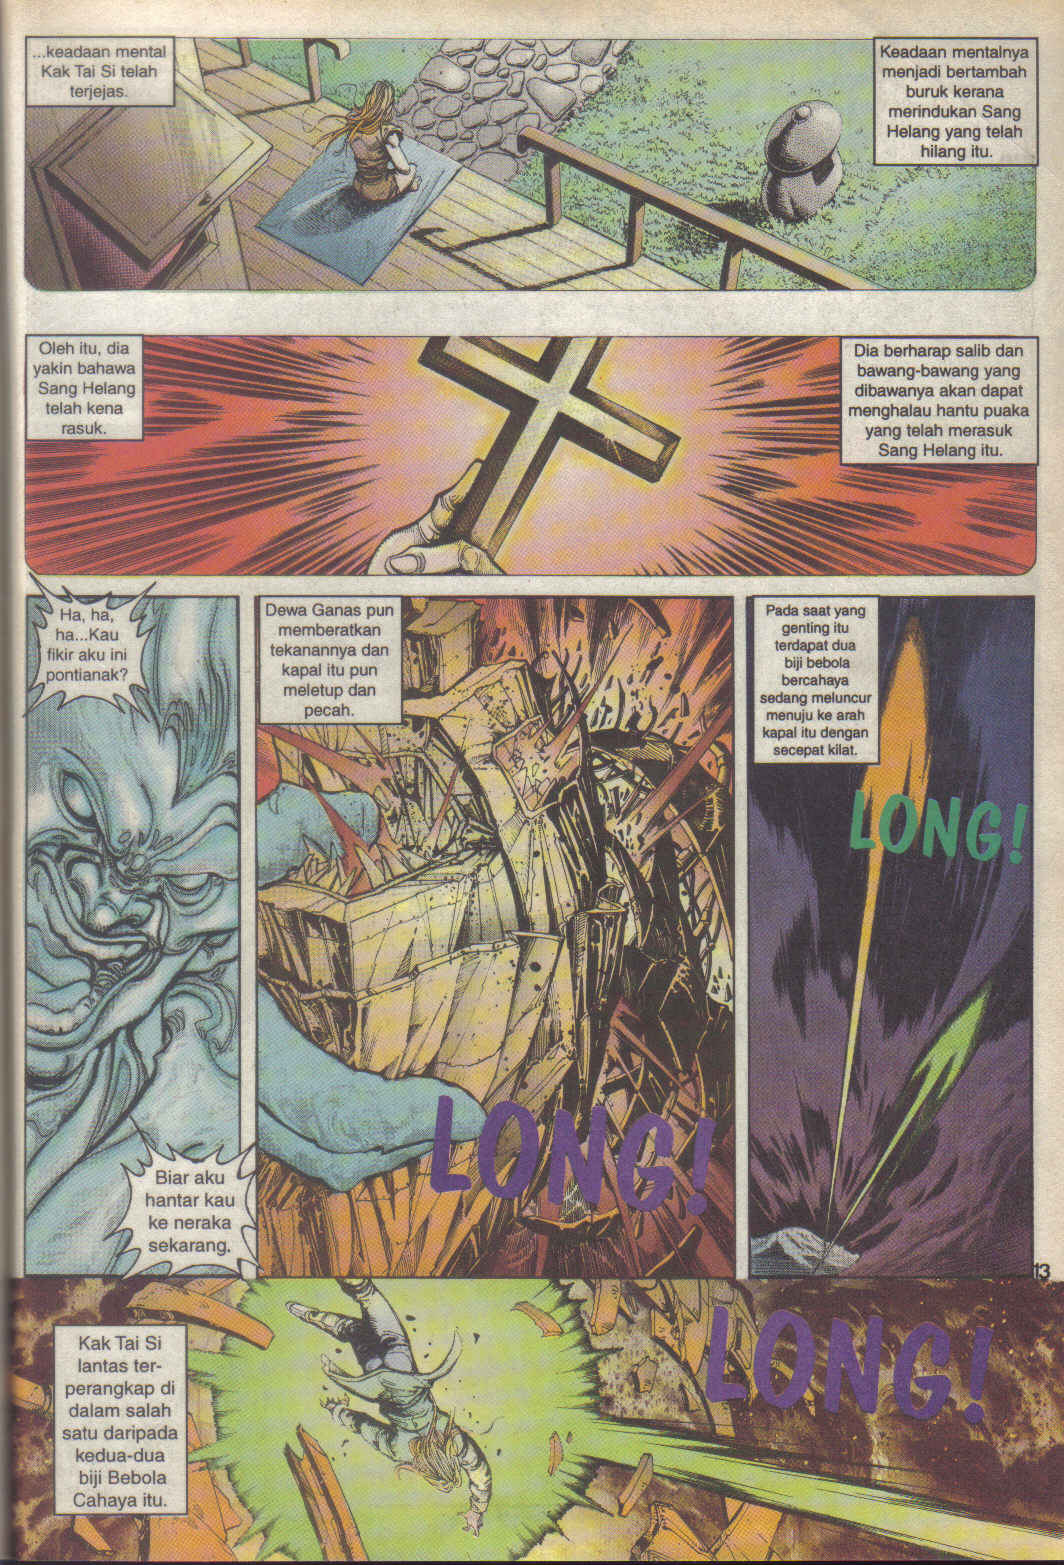 ...keadaan mental
Kak Tai Si telah
terjejas.
Keadaan mentalnya
menjadi bertambah
buruk kerana
merindukan Sang
Helang yang telah
hilang itu.
Oleh itu, dia
yakin bahawa
Sang Helang
telah kena
rasuk.
Dia berharap salib dan
bawang-bawang yang
dibawanya akan dapat
menghalau hantu puaka
yang telah merasuk
Sang Helang itu.
Ha, ha,
ha...Kau
fikir aku ini
pontianak?
Biar aku
hantar kau
ke neraka
sekarang.
Dewa Ganas pun
memberatkan
tekanannya dan
kapal itu pun
meletup dan
pecah.
LONG!
Pada saat yang
genting itu
terdapat dua
biji bebola
bercahaya
sedang meluncur
menuju ke arah
kapal itu dengan
secepat kilat.
LONG!
13
Kak Tai Si
lantas ter-
perangkap di
dalam salah
satu daripada
kedua-dua
biji Bebola
Cahaya itu.
LONG!